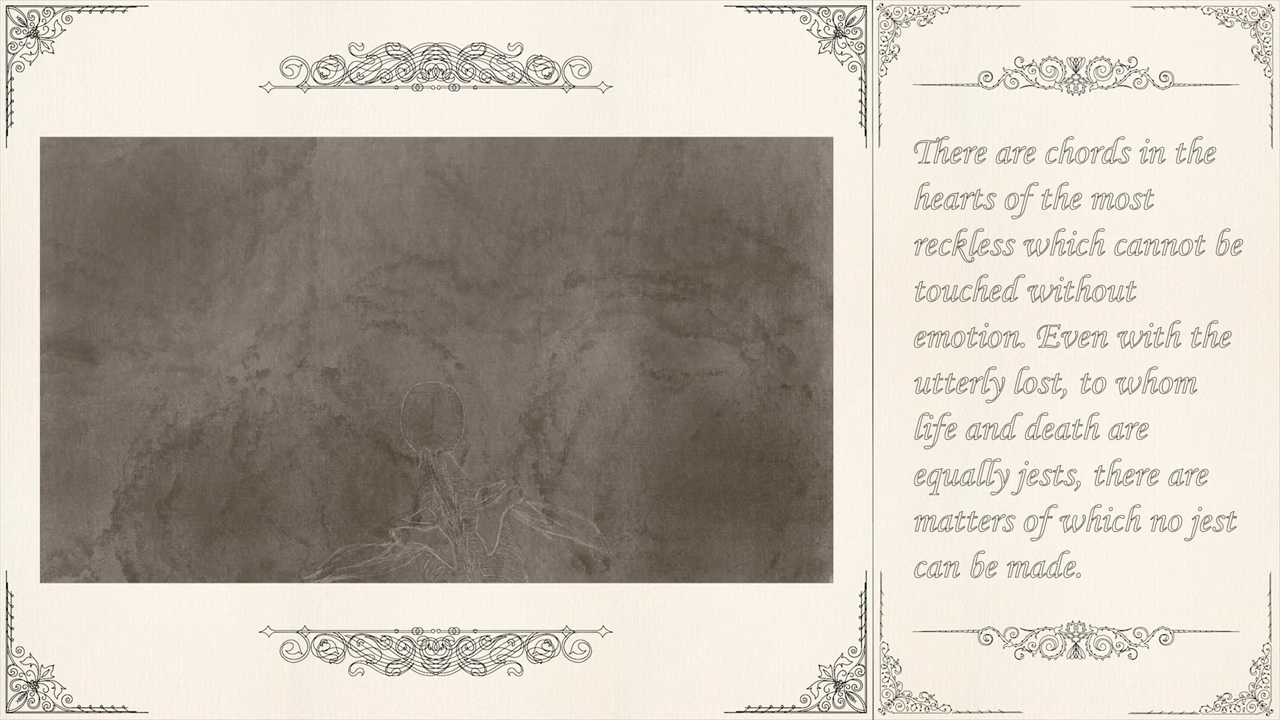 There are chords in the
hearts of the most
reckless which cannot be
touched without
emotion. Even with the
utterly lost, to whom
life and death are
equally jests, there are
matters of which no jest
can be made.